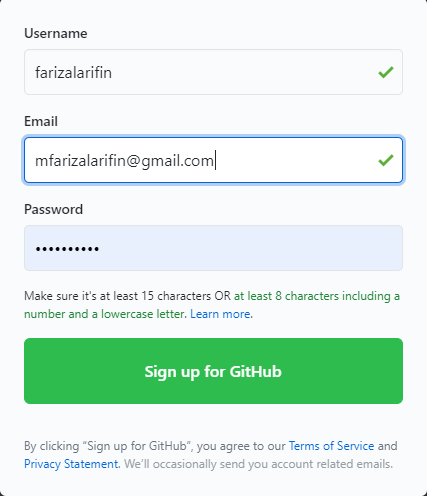 Username
farizalarifin
Email
mfarizalarifin@gmail.com
Password
••••••••••
Make sure it's at least 15 characters OR at least 8 characters including a
number and a lowercase letter. Learn more.
Sign up for GitHub
By clicking “Sign up for GitHub”, you agree to our Terms of Service and
Privacy Statement. We’ll occasionally send you account related emails.